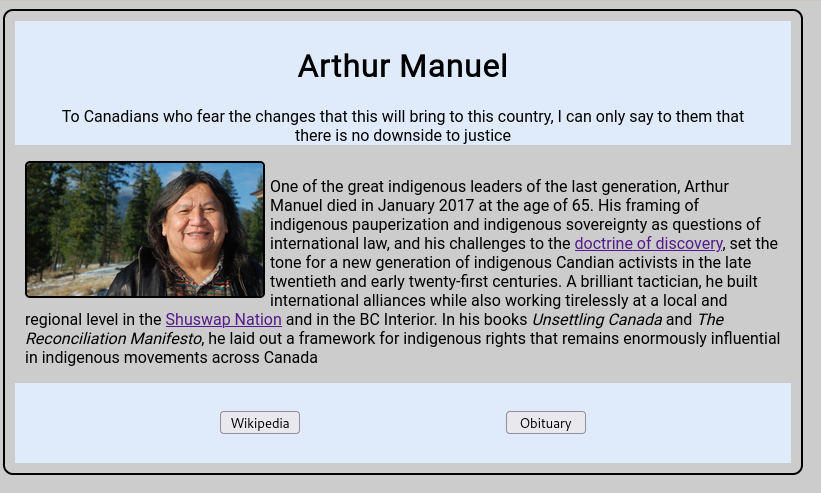 Arthur Manuel
To Canadians who fear the changes that this will bring to this country, I can only say to them that
there is no downside to justice
One of the great indigenous leaders of the last generation, Arthur
Manuel died in January 2017 at the age of 65. His framing of
indigenous pauperization and indigenous sovereignty as questions of
international law, and his challenges to the doctrine of discovery, set the
tone for a new generation of indigenous Candian activists in the late
twentieth and early twenty-first centuries. A brilliant tactician, he built
international alliances while also working tirelessly at a local and
regional level in the Shuswap Nation and in the BC Interior. In his books Unsettling Canada and The
Reconciliation Manifesto, he laid out a framework for indigenous rights that remains enormously influential
in indigenous movements across Canada
Wikipedia
Obituary